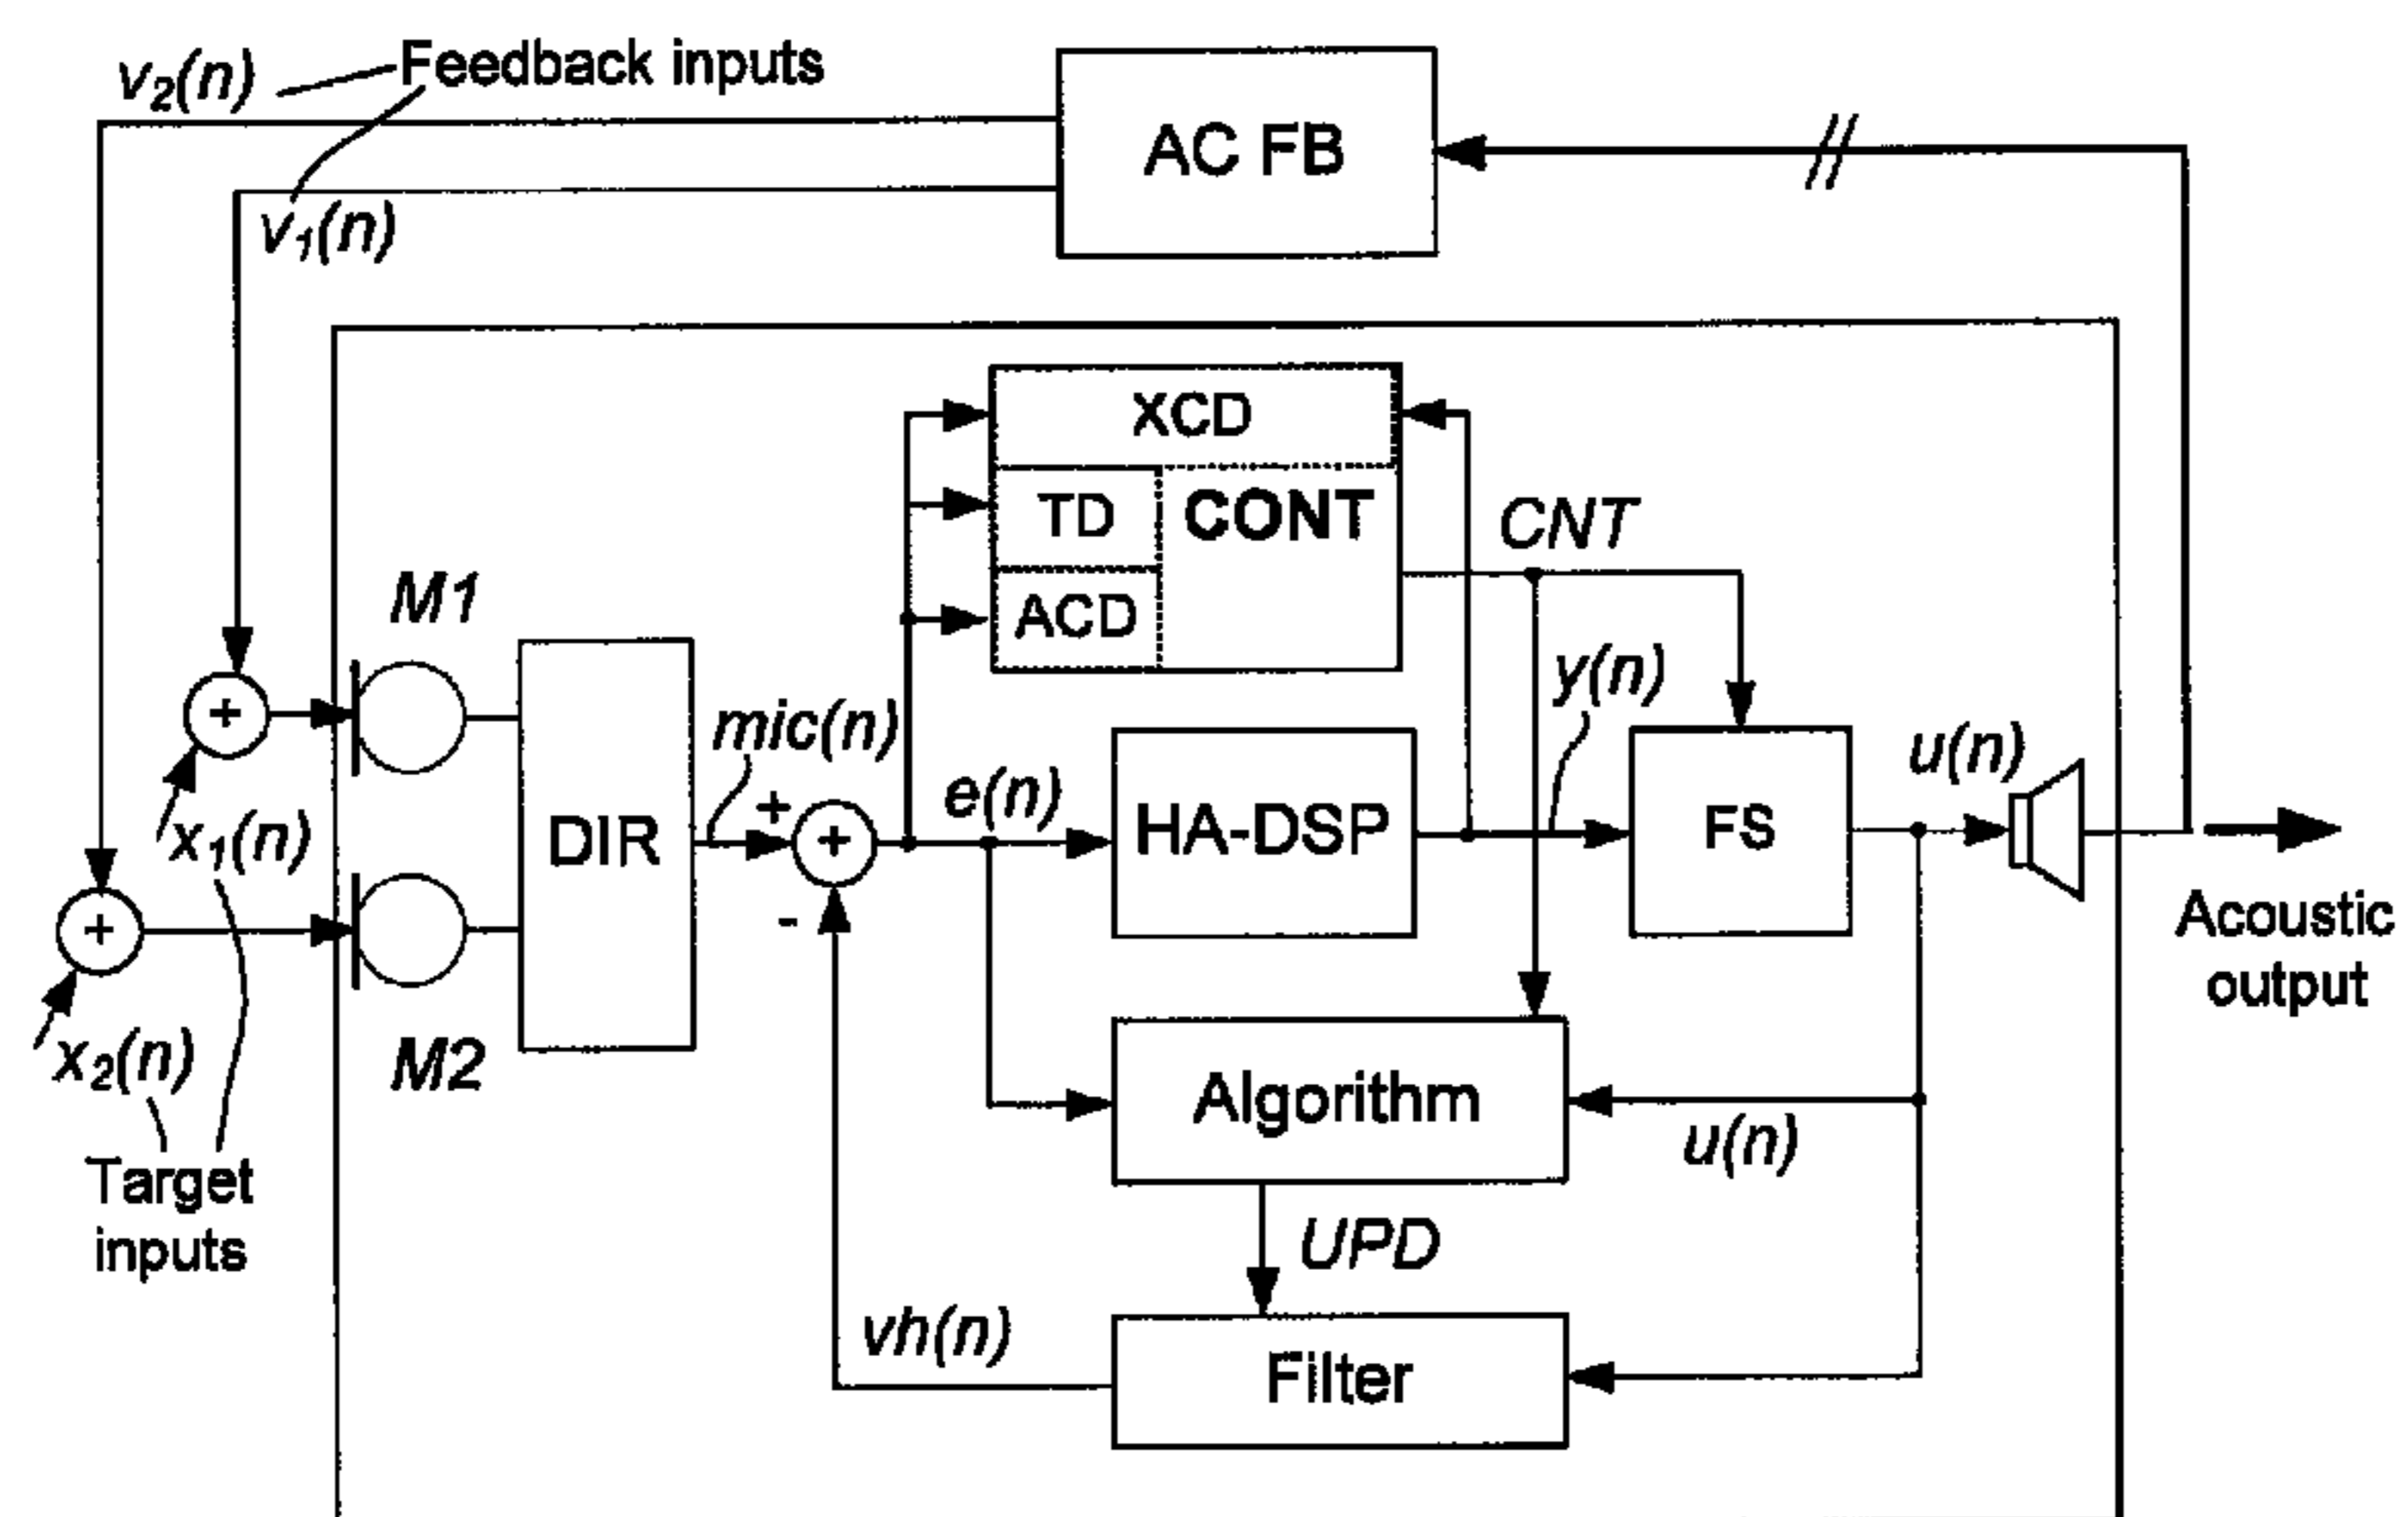 v2(n)
Feedback inputs
AC FB
v1(n)
XCD
TD
CONT
ACD
CNT
M1
y(n)
mic(n)
u(n)
+
+
e(n)
HA-DSP
FS
x1(n)
DIR
+
+
-
Acoustic
output
x2(n)
M2
Algorithm
u(n)
Target
inputs
UPD
vh(n)
Filter